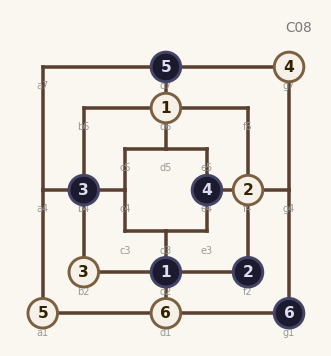 C08
5 4
a7 d7 g7
1
b6 d6 f6
c5 d5 e5
3 4 2
a4 b4 c4 e4 f4 g4
c3 d3 e3
3 1 2
b2 d2 f2
5 6 6
a1 d1 g1